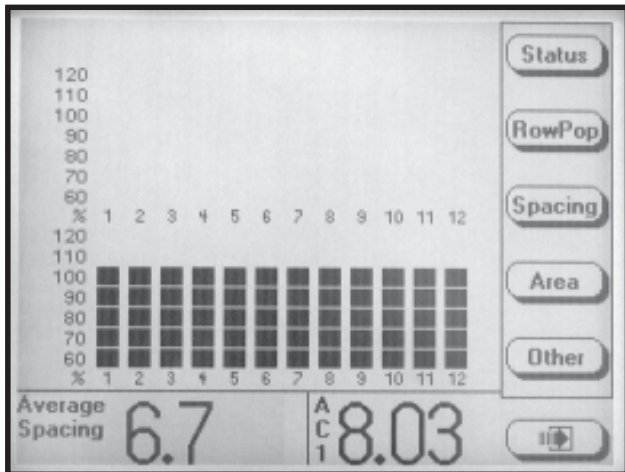 120
110
100
90
80
70
60
% 1 2 3 4 5 6 7 8 9 10 11 12
120
110
100
90
80
70
60
% 1 2 3 4 5 6 7 8 9 10 11 12
Average Spacing 6.7
AC1 8.03
Status
RowPop
Spacing
Area
Other